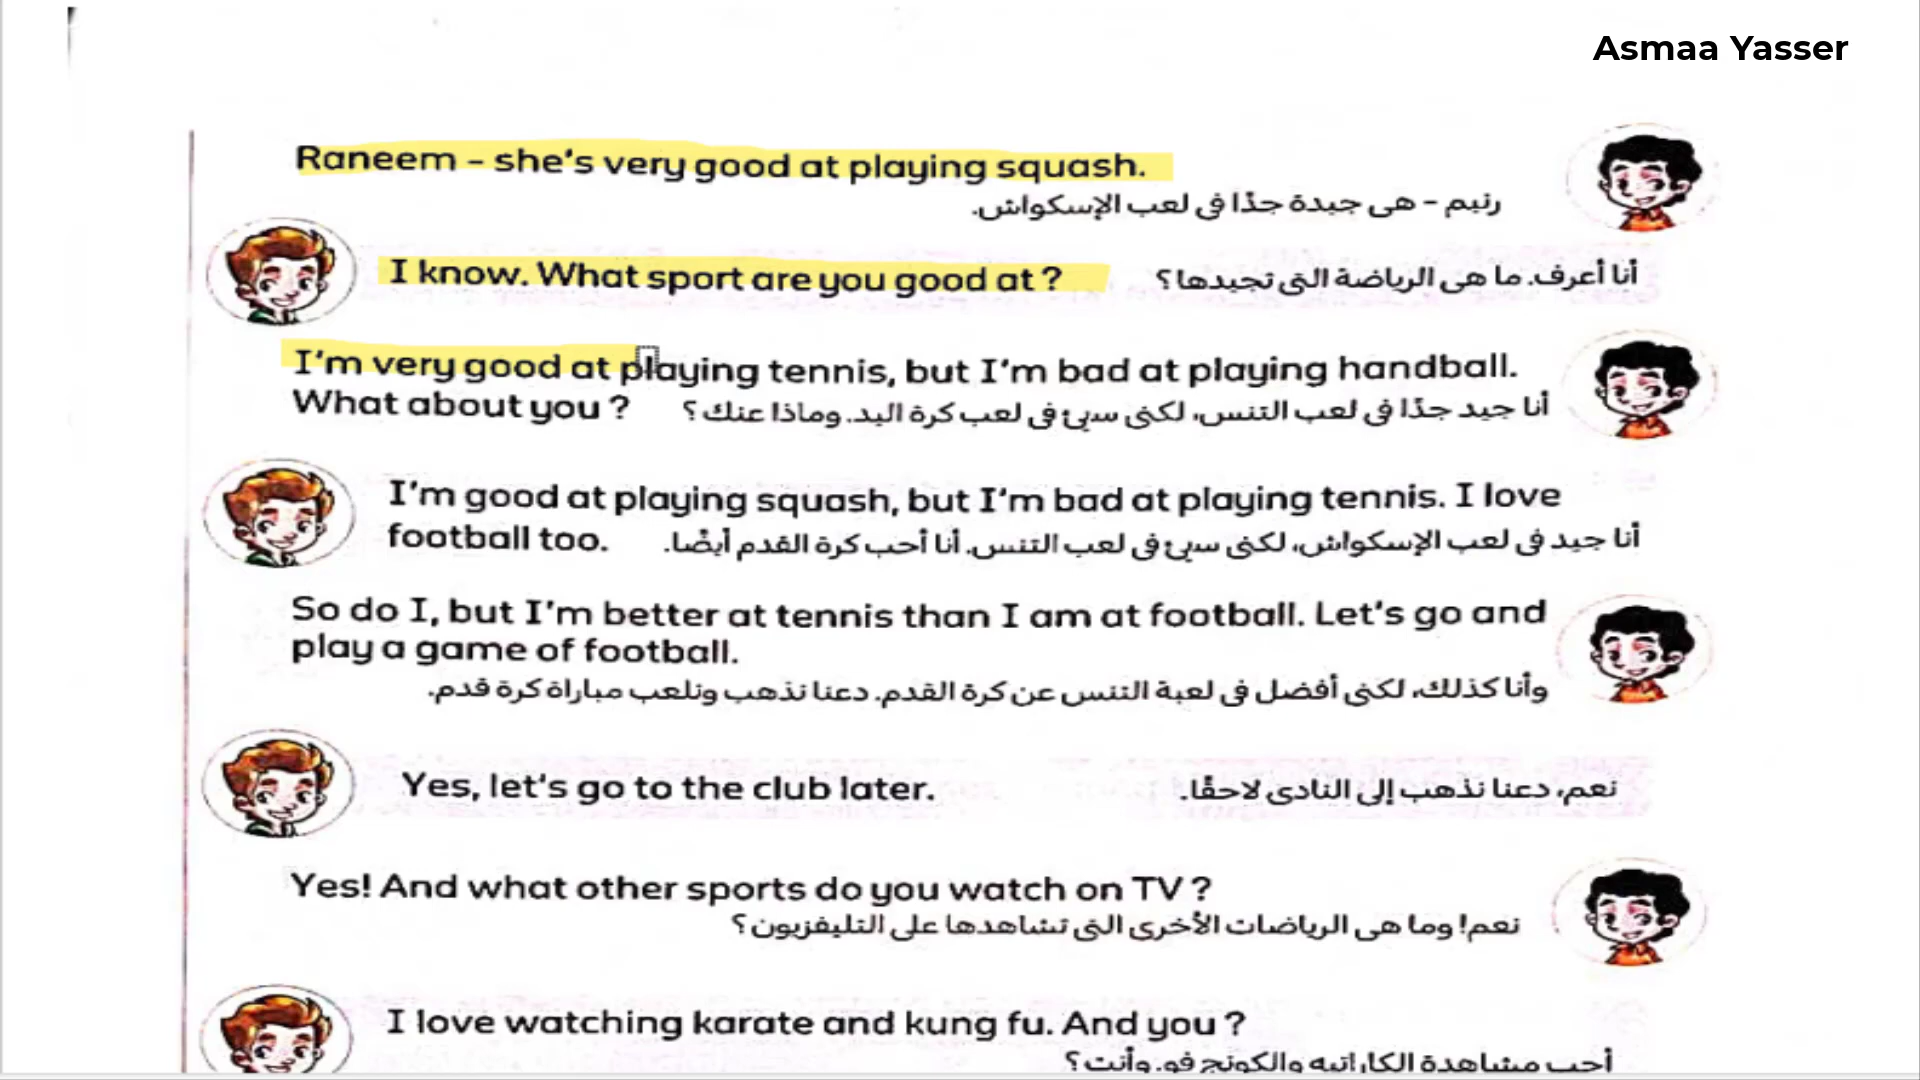 Asmaa Yasser
Raneem – she's very good at playing squash.
رنيم – هى جيدة جدًا فى لعب الإسكواش.
I know. What sport are you good at ?
أنا أعرف. ما هى الرياضة التى تجيدها؟
I'm very good at playing tennis, but I'm bad at playing handball.
What about you ?
أنا جيد جدًا فى لعب التنس، لكنى سيئ فى لعب كرة اليد. وماذا عنك؟
I'm good at playing squash, but I'm bad at playing tennis. I love
football too.
أنا جيد فى لعب الإسكواش، لكنى سيئ فى لعب التنس. أنا أحب كرة القدم أيضًا.
So do I, but I'm better at tennis than I am at football. Let's go and
play a game of football.
وأنا كذلك، لكنى أفضل فى لعبة التنس عن كرة القدم. دعنا نذهب ونلعب مباراة كرة قدم.
Yes, let's go to the club later.
نعم، دعنا نذهب إلى النادى لاحقًا.
Yes! And what other sports do you watch on TV ?
نعم! وما هى الرياضات الأخرى التى تشاهدها على التليفزيون؟
I love watching karate and kung fu. And you ?
أحب مشاهدة الكاراتيه والكونج فو. وأنت؟